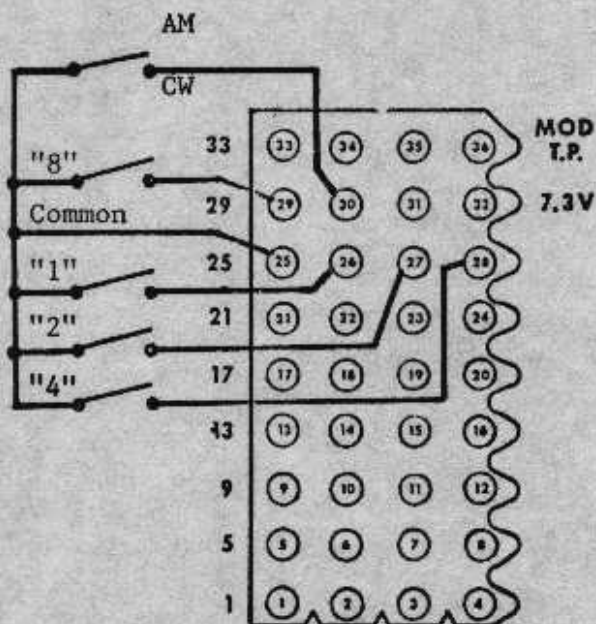 AM
CW
33 33 34 35 36 MOD T.P.
"8"
29 29 30 31 32 7.3V
Common
25 25 26 27 28
"1"
21 21 22 23 24
"2"
17 17 18 19 20
"4"
13 13 14 15 16
9 9 10 11 12
5 5 6 7 8
1 1 2 3 4